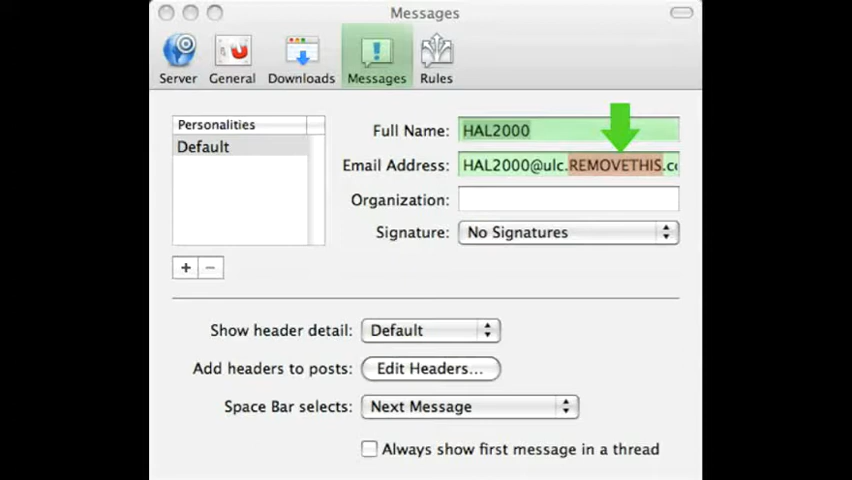 Messages
Server General Downloads Messages Rules
Personalities
Default
Full Name: HAL2000
Email Address: HAL2000@ulc.REMOVETHIS.co
Organization:
Signature: No Signatures
+ −
Show header detail: Default
Add headers to posts: Edit Headers...
Space Bar selects: Next Message
Always show first message in a thread